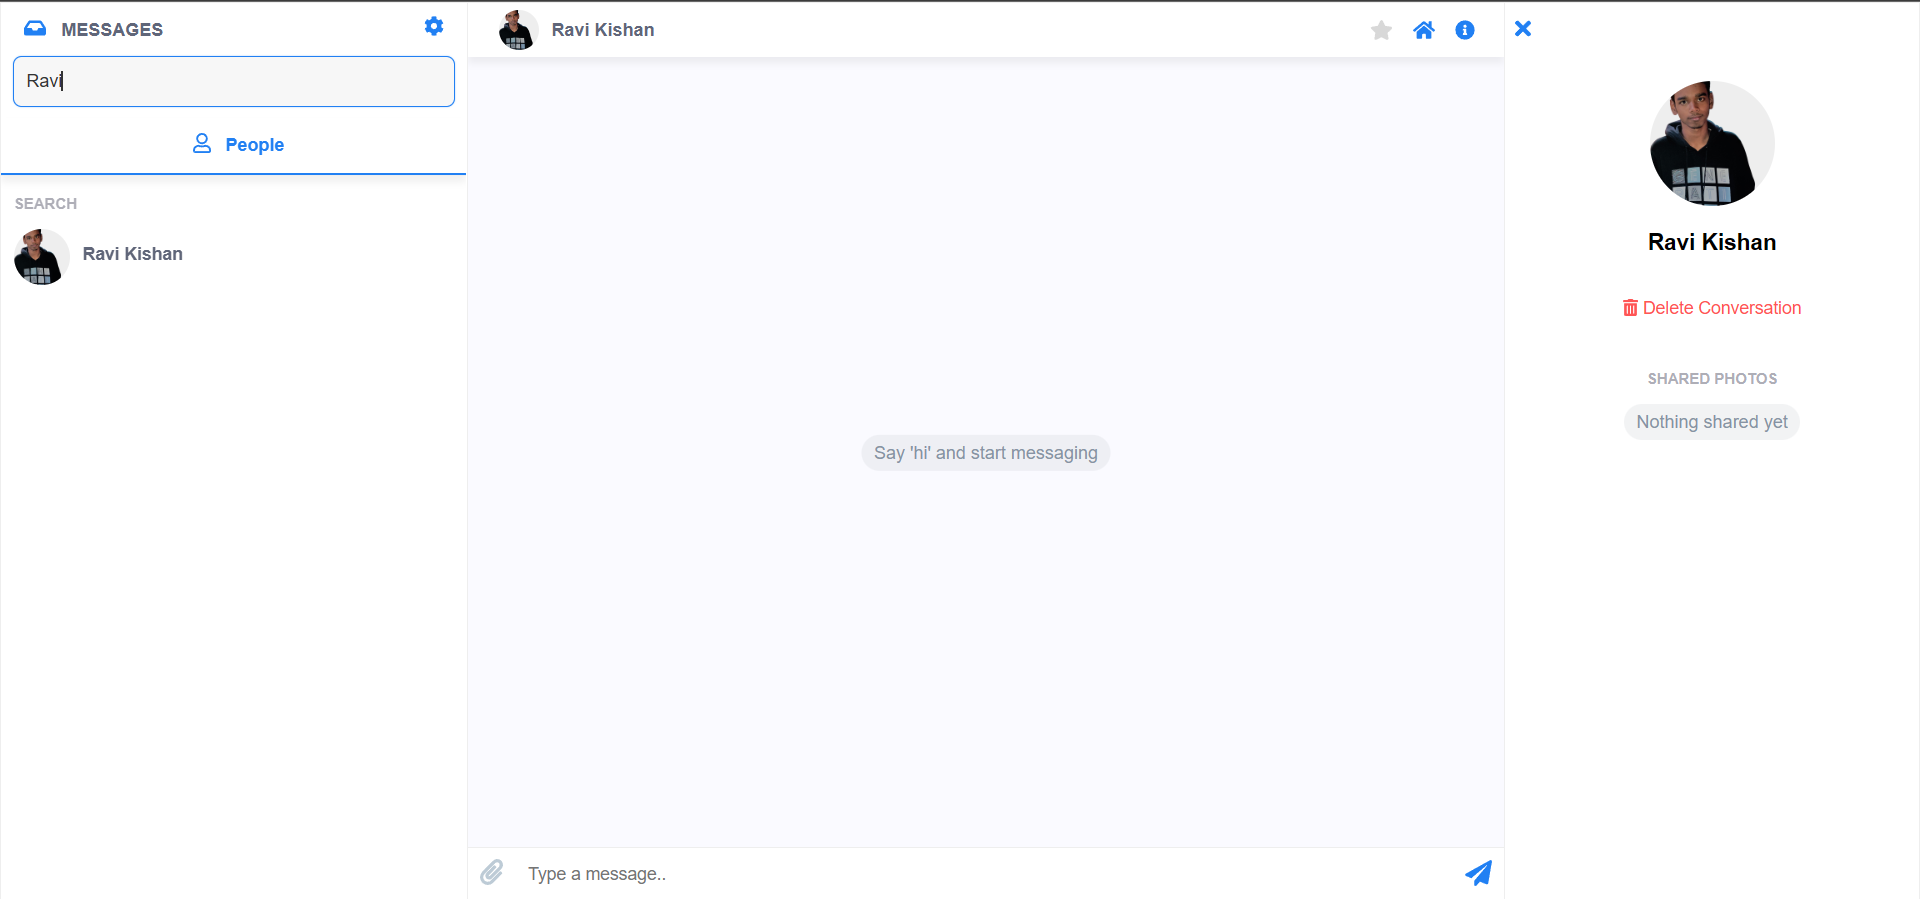 MESSAGES
Ravi
People
SEARCH
Ravi Kishan
Ravi Kishan
Say 'hi' and start messaging
Type a message..
Ravi Kishan
Delete Conversation
SHARED PHOTOS
Nothing shared yet